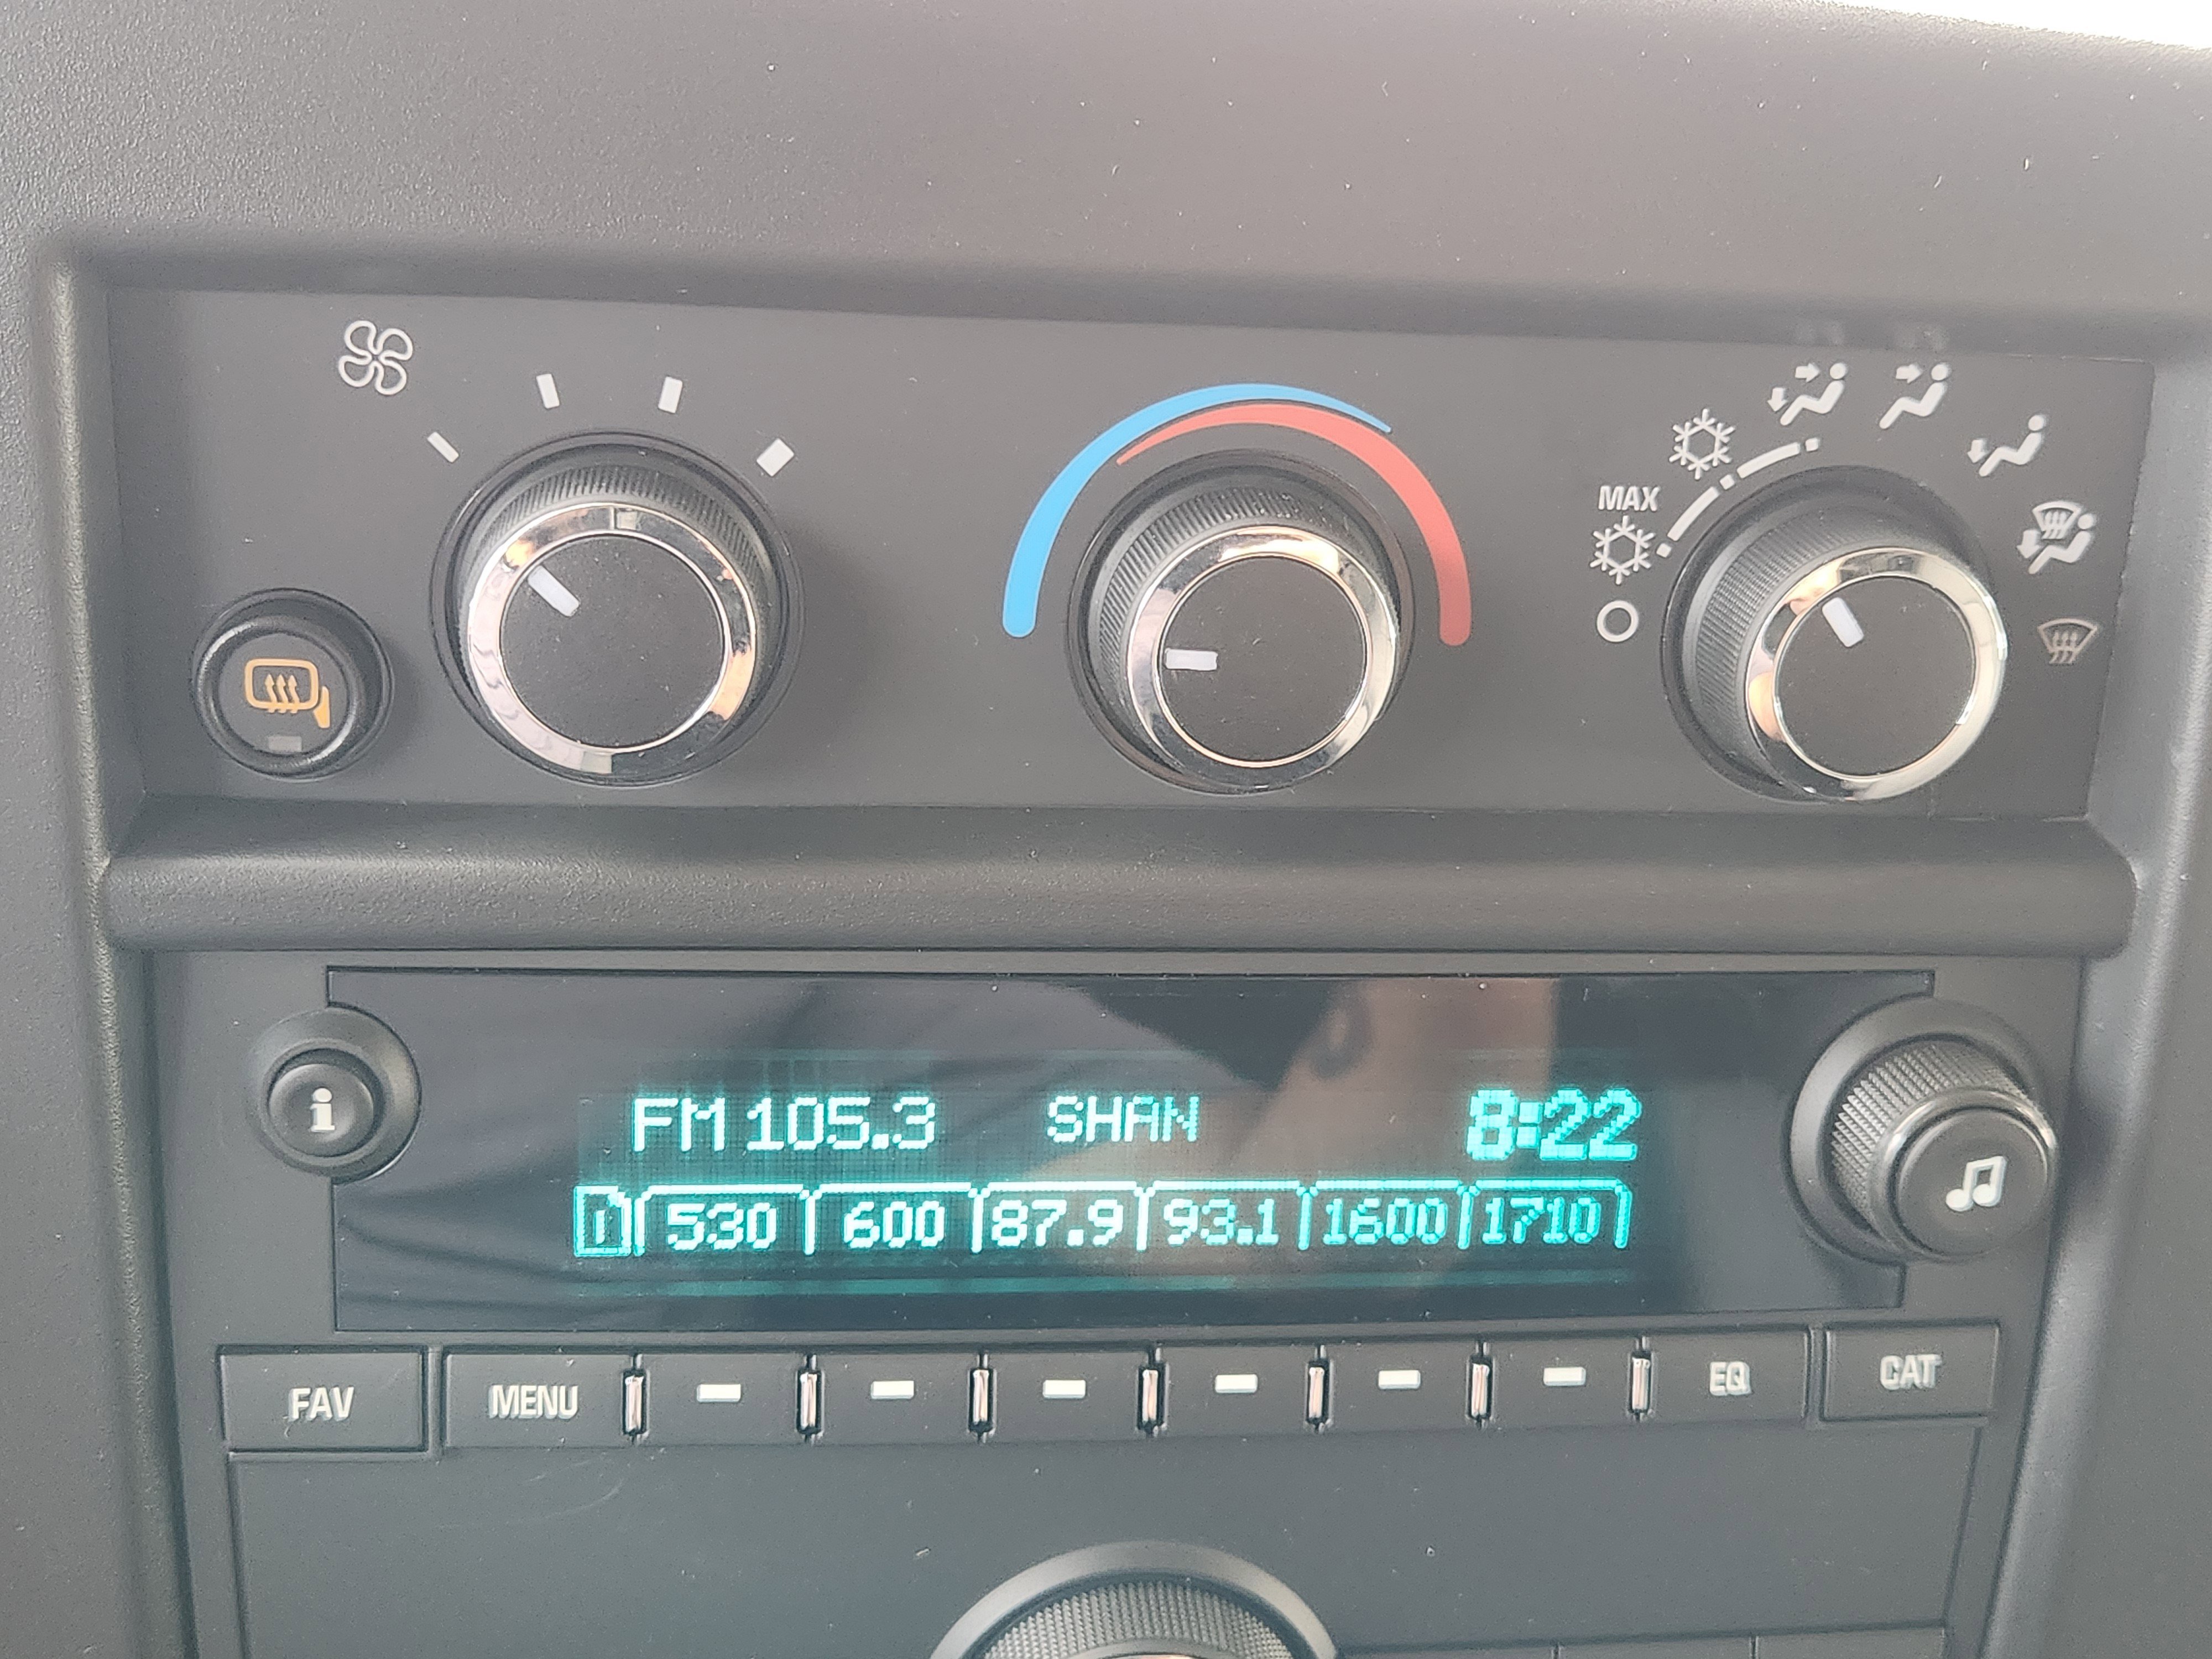 MAX
FM 105.3 SHAN 8:22
1 530 600 87.9 93.1 1600 1710
FAV MENU EQ CAT